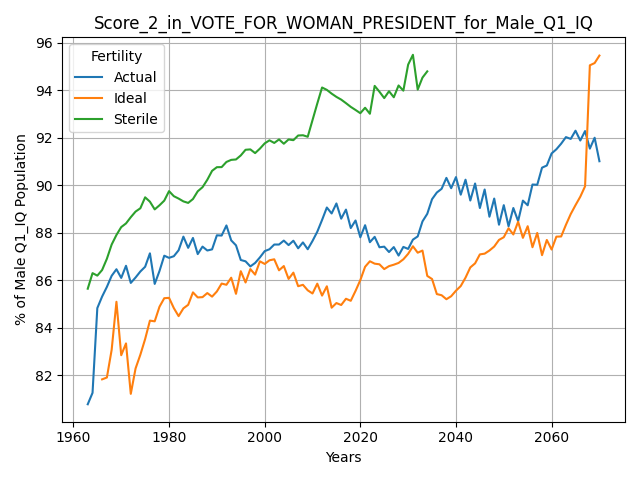 Score_2_in_VOTE_FOR_WOMAN_PRESIDENT_for_Male_Q1_IQ
Fertility
Actual
Ideal
Sterile
% of Male Q1_IQ Population
96
94
92
90
88
86
84
82
1960 1980 2000 2020 2040 2060
Years